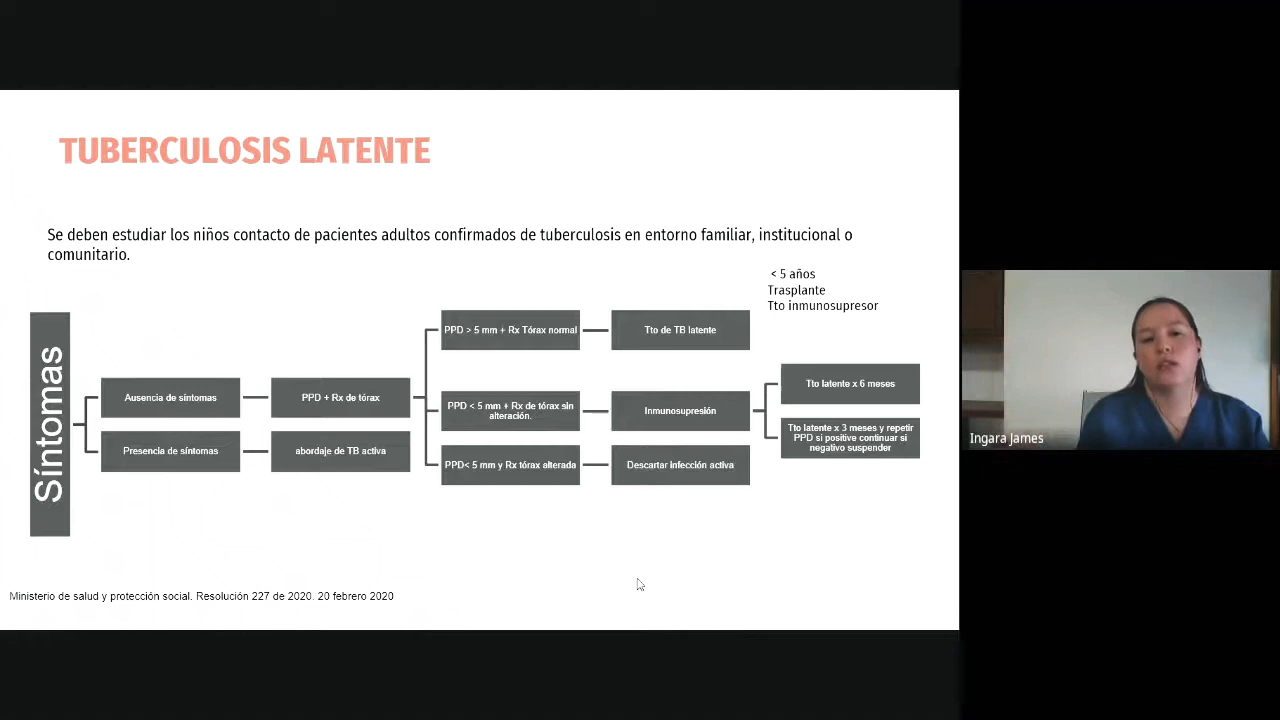 TUBERCULOSIS LATENTE
Se deben estudiar los niños contacto de pacientes adultos confirmados de tuberculosis en entorno familiar, institucional o
comunitario.
< 5 años
Trasplante
Tto inmunosupresor
Síntomas
Ausencia de síntomas
Presencia de síntomas
PPD + Rx de tórax
abordaje de TB activa
PPD > 5 mm + Rx Tórax normal
PPD < 5 mm + Rx de tórax sin
alteración.
PPD< 5 mm y Rx tórax alterada
Tto de TB latente
Inmunosupresión
Descartar infección activa
Tto latente x 6 meses
Tto latente x 3 meses y repetir
PPD si positive continuar si
negativo suspender
Ministerio de salud y protección social. Resolución 227 de 2020. 20 febrero 2020
Ingara James